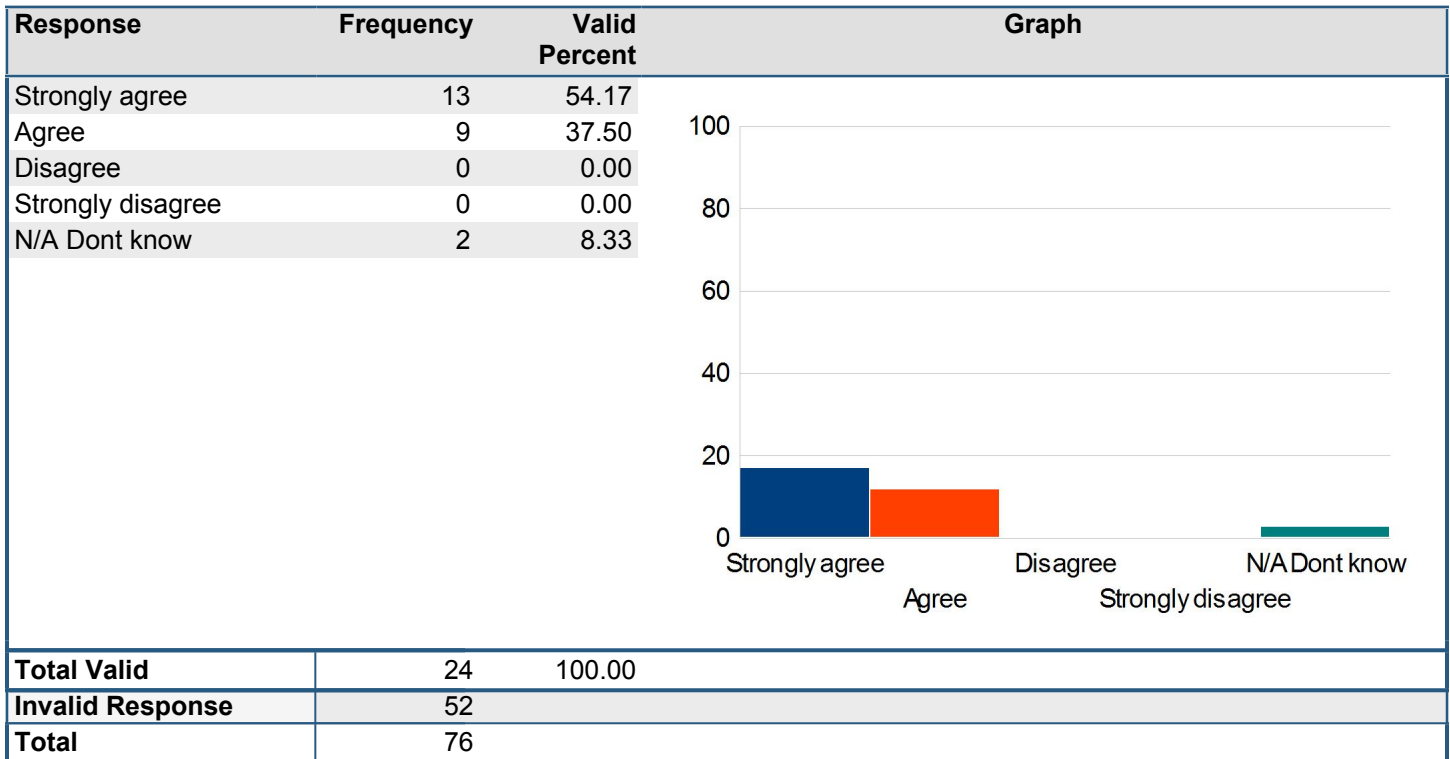 Response Frequency Valid Percent Graph
Strongly agree 13 54.17
Agree 9 37.50
Disagree 0 0.00
Strongly disagree 0 0.00
N/A Dont know 2 8.33
100
80
60
40
20
0
Strongly agree Disagree N/A Dont know
Agree Strongly disagree
Total Valid 24 100.00
Invalid Response 52
Total 76